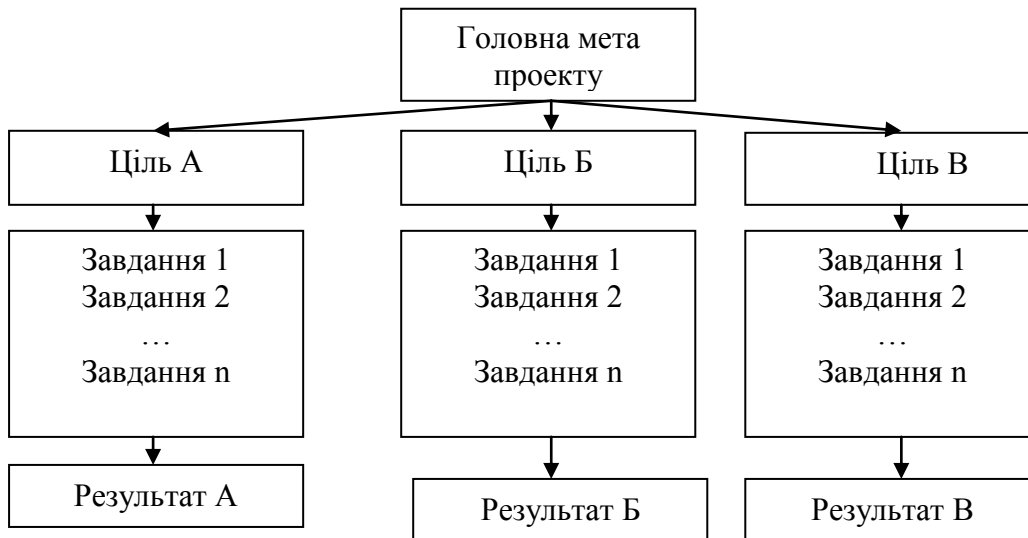 Головна мета
проекту
Ціль А
Ціль Б
Ціль В
Завдання 1
Завдання 2
…
Завдання n
Завдання 1
Завдання 2
…
Завдання n
Завдання 1
Завдання 2
…
Завдання n
Результат А
Результат Б
Результат В